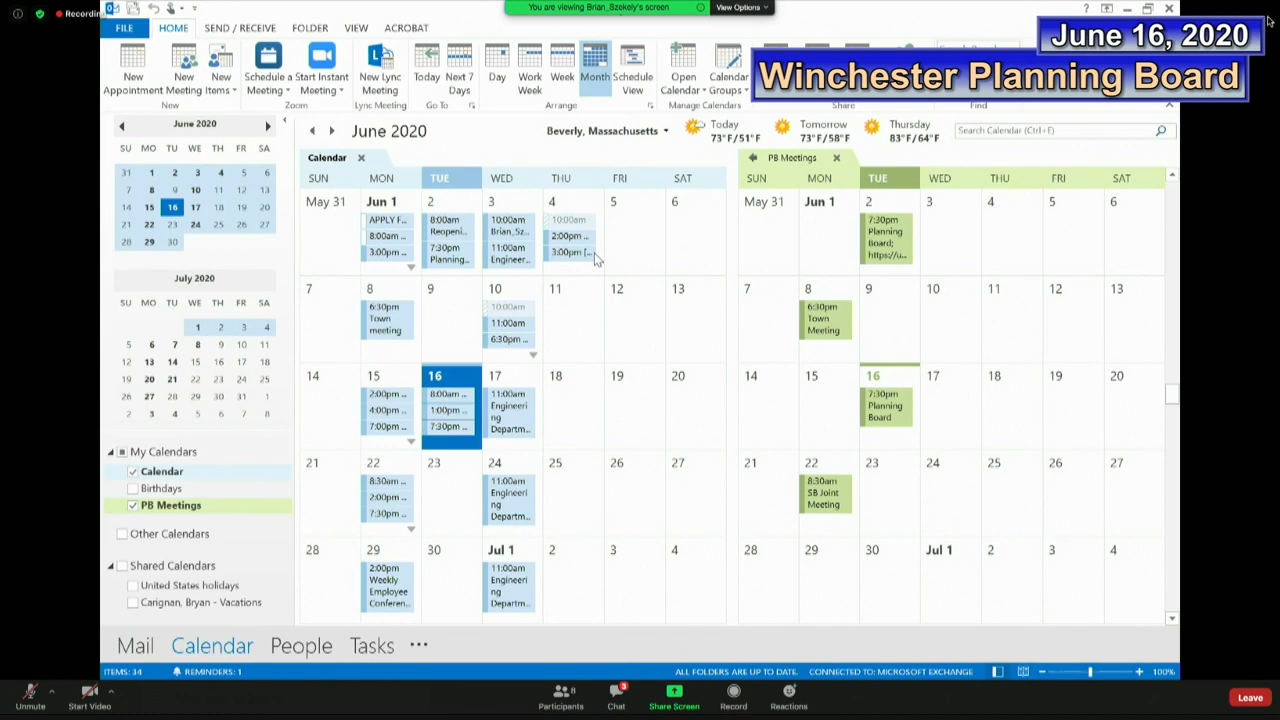 Recording
You are viewing Brian_Szekely's screen
View Options
June 16, 2020
Winchester Planning Board
FILE HOME SEND / RECEIVE FOLDER VIEW ACROBAT
New Appointment
New Meeting
New Items
New
Schedule a Meeting
Start Instant Meeting
Zoom
New Lync Meeting
Lync Meeting
Today
Next 7 Days
Go To
Day
Work Week
Week
Month
Schedule View
Arrange
Open Calendar
Calendar Groups
Manage Calendars
Share
Find
June 2020
SU MO TU WE TH FR SA
31 1 2 3 4 5 6
7 8 9 10 11 12 13
14 15 16 17 18 19 20
21 22 23 24 25 26 27
28 29 30
July 2020
SU MO TU WE TH FR SA
1 2 3 4
5 6 7 8 9 10 11
12 13 14 15 16 17 18
19 20 21 22 23 24 25
26 27 28 29 30 31 1
2 3 4 5 6 7 8
My Calendars
Calendar
Birthdays
PB Meetings
Other Calendars
Shared Calendars
United States holidays
Carignan, Bryan - Vacations
June 2020
Beverly, Massachusetts
Today
73°F/51°F
Tomorrow
73°F/58°F
Thursday
83°F/64°F
Search Calendar (Ctrl+E)
Calendar
SUN MON TUE WED THU FRI SAT
May 31 Jun 1 2 3 4 5 6
APPLY F...
8:00am ...
3:00pm ...
8:00am
Reopeni...
7:30pm
Planning...
10:00am
Brian_Sz...
11:00am
Engineer...
10:00am
2:00pm ...
3:00pm [...
7 8 9 10 11 12 13
6:30pm
Town
meeting
10:00am
11:00am
6:30pm ...
14 15 16 17 18 19 20
2:00pm ...
4:00pm ...
7:00pm ...
8:00am ...
1:00pm ...
7:30pm ...
11:00am
Engineeri
ng
Departm...
21 22 23 24 25 26 27
8:30am ...
2:00pm ...
7:30pm ...
11:00am
Engineeri
ng
Departm...
28 29 30 Jul 1 2 3 4
2:00pm
Weekly
Employee
Conferen...
11:00am
Engineeri
ng
Departm...
PB Meetings
SUN MON TUE WED THU FRI SAT
May 31 Jun 1 2 3 4 5 6
7:30pm
Planning
Board;
https://u...
7 8 9 10 11 12 13
6:30pm
Town
Meeting
14 15 16 17 18 19 20
7:30pm
Planning
Board
21 22 23 24 25 26 27
8:30am
SB Joint
Meeting
28 29 30 Jul 1 2 3 4
Mail Calendar People Tasks •••
ITEMS: 34 REMINDERS: 1 ALL FOLDERS ARE UP TO DATE. CONNECTED TO: MICROSOFT EXCHANGE 100%
8 3
Unmute Start Video Participants Chat Share Screen Record Reactions Leave